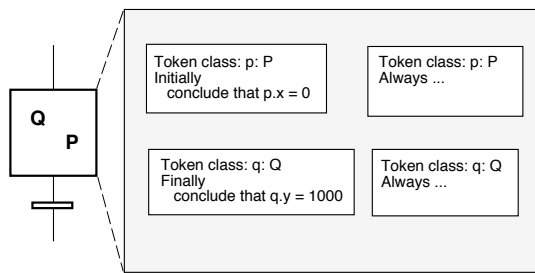 Q
P
Token class: p: P
Initially
conclude that p.x = 0
Token class: p: P
Always ...
Token class: q: Q
Finally
conclude that q.y = 1000
Token class: q: Q
Always ...